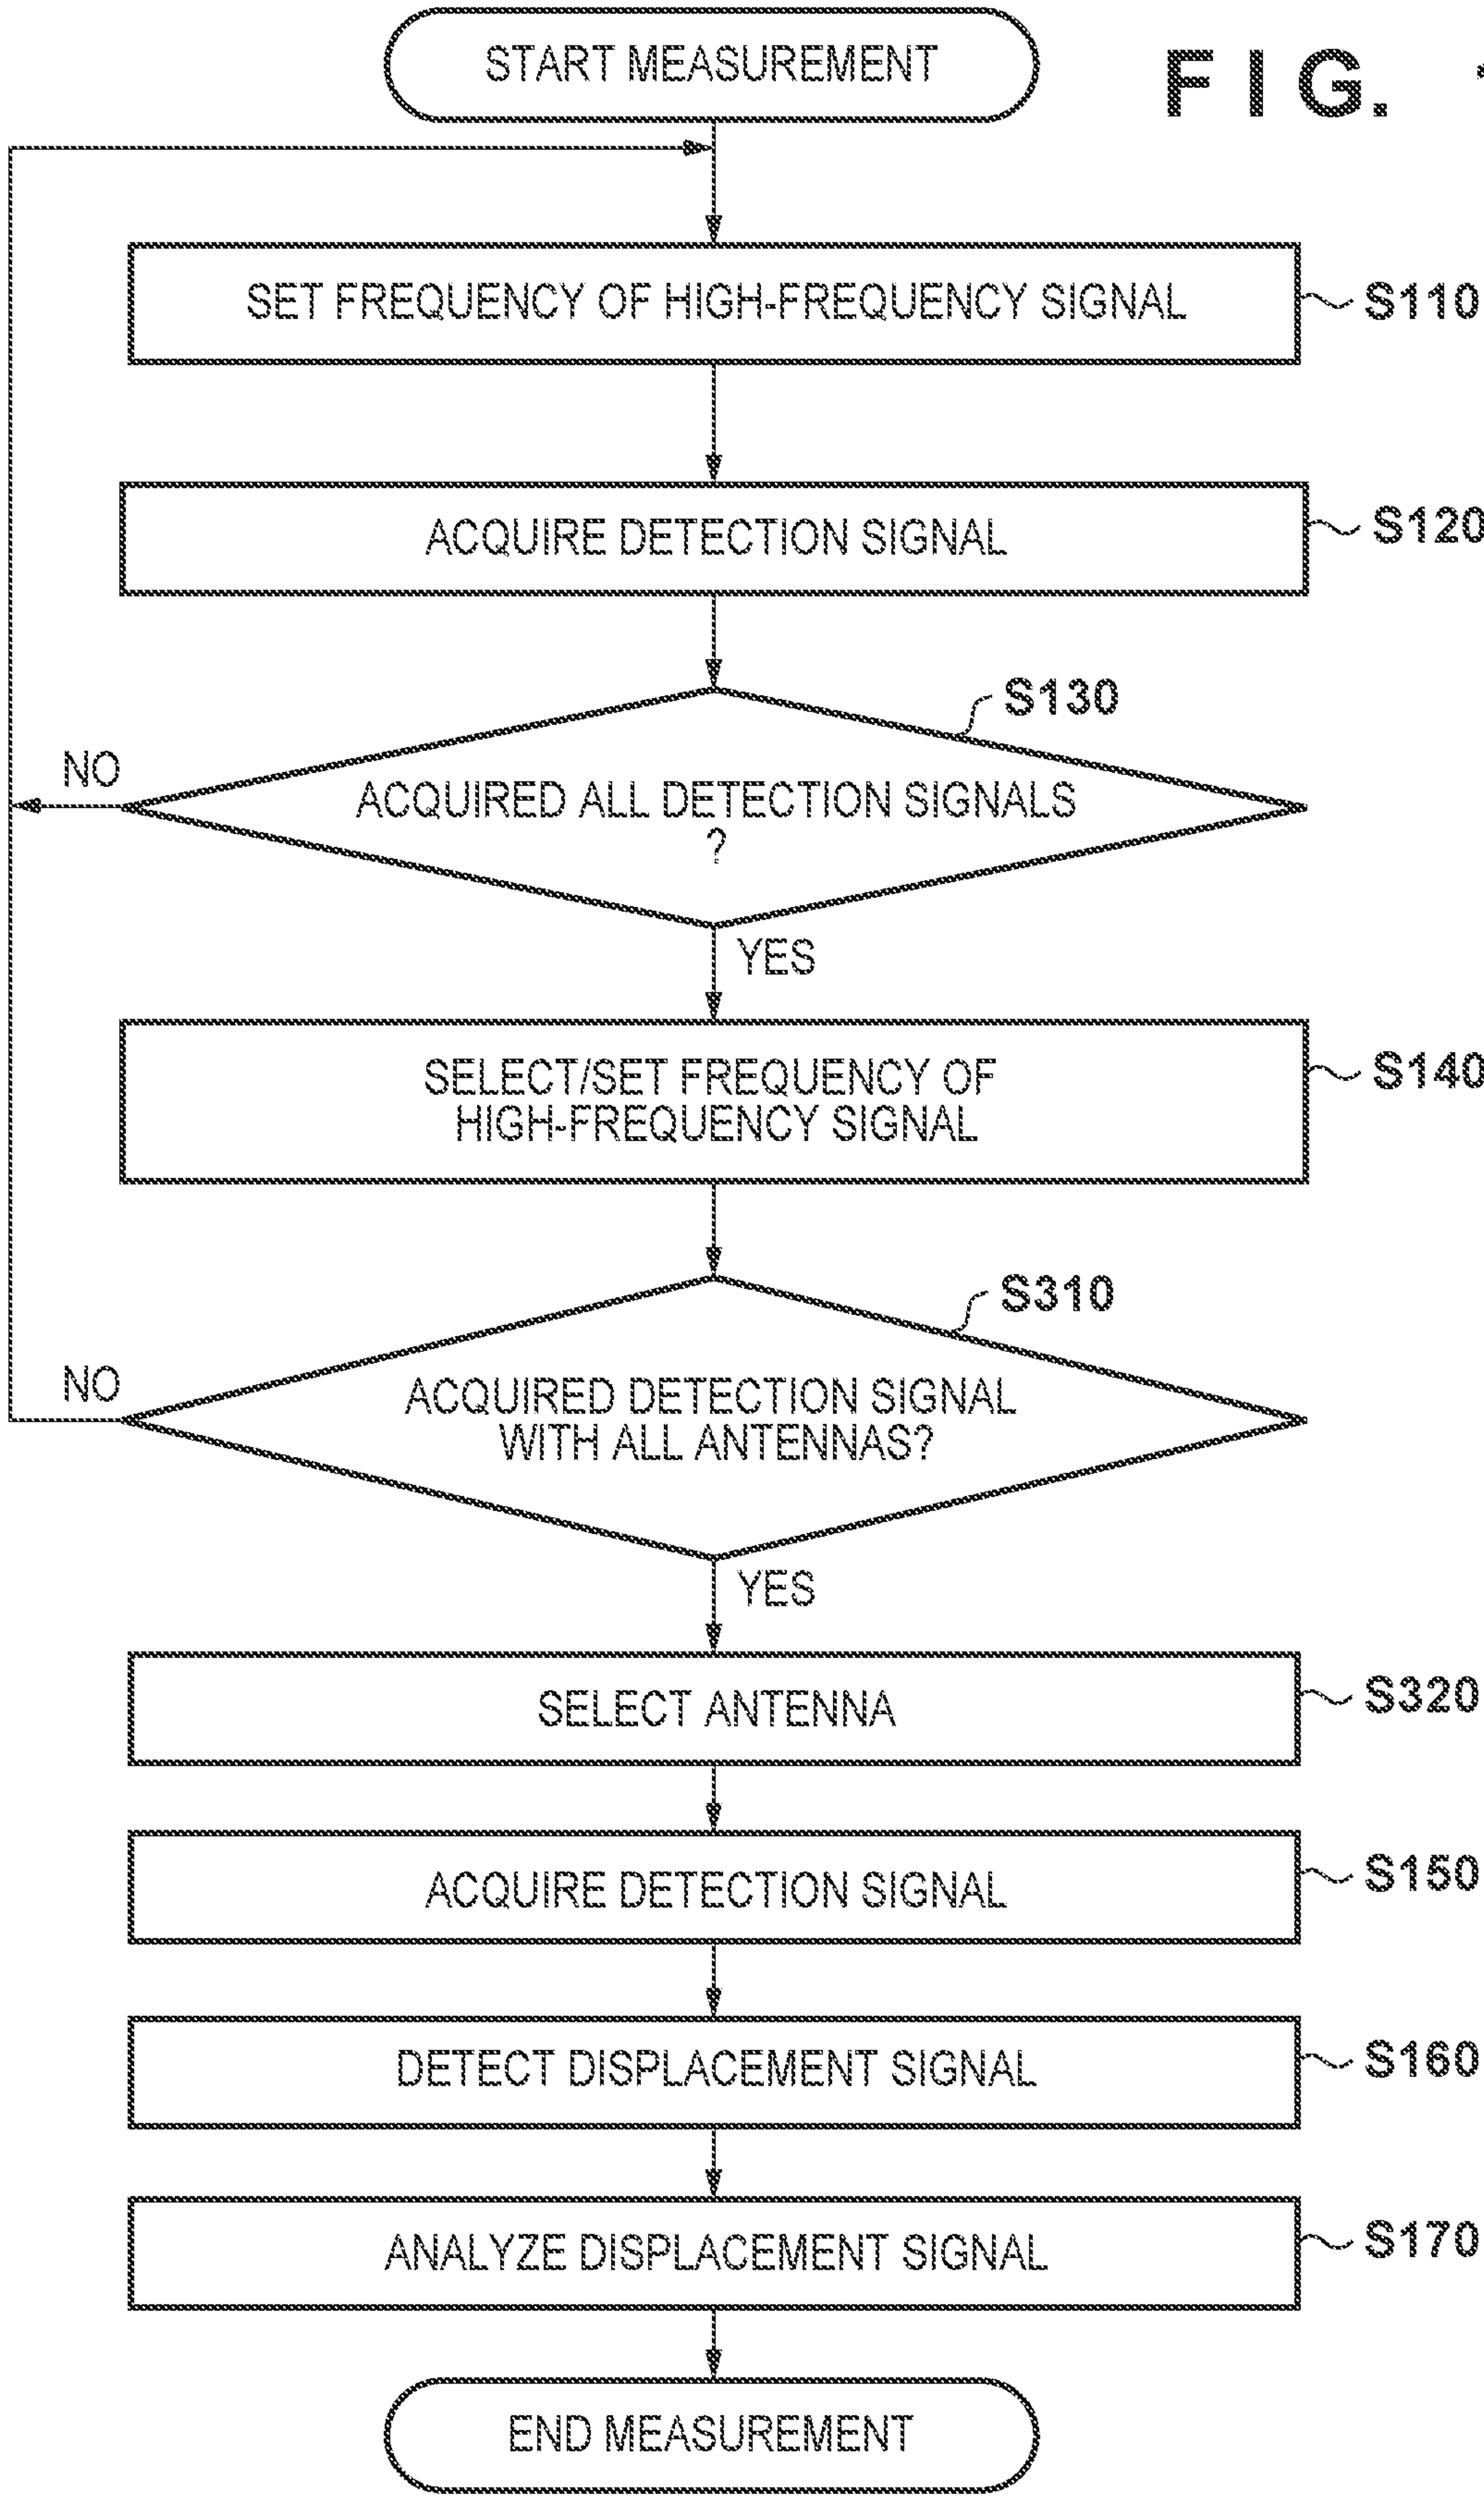 START MEASUREMENT
FIG.
SET FREQUENCY OF HIGH-FREQUENCY SIGNAL
S110
ACQUIRE DETECTION SIGNAL
S120
S130
NO
ACQUIRED ALL DETECTION SIGNALS
?
YES
SELECT/SET FREQUENCY OF
HIGH-FREQUENCY SIGNAL
S140
S310
NO
ACQUIRED DETECTION SIGNAL
WITH ALL ANTENNAS?
YES
SELECT ANTENNA
S320
ACQUIRE DETECTION SIGNAL
S150
DETECT DISPLACEMENT SIGNAL
S160
ANALYZE DISPLACEMENT SIGNAL
S170
END MEASUREMENT